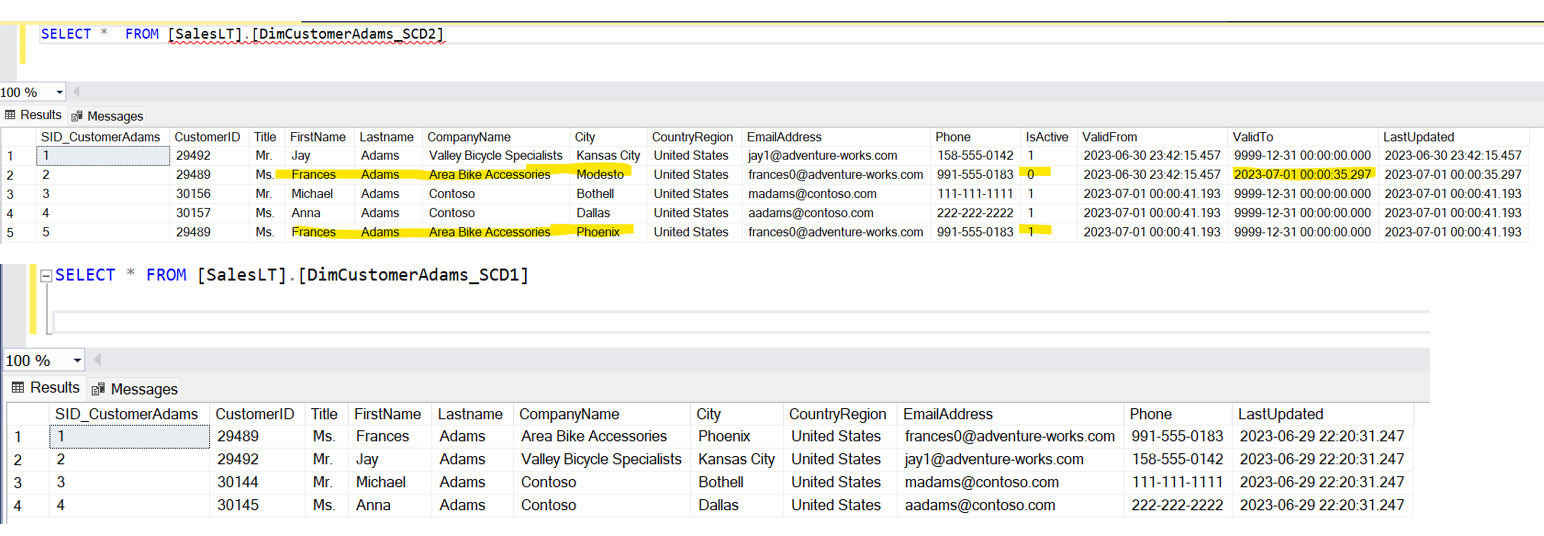 SELECT * FROM [SalesLT].[DimCustomerAdams_SCD2]
100 %
Results Messages
SID_CustomerAdams CustomerID Title FirstName Lastname CompanyName City CountryRegion EmailAddress Phone IsActive ValidFrom ValidTo LastUpdated
1 1 29492 Mr. Jay Adams Valley Bicycle Specialists Kansas City United States jay1@adventure-works.com 158-555-0142 1 2023-06-30 23:42:15.457 9999-12-31 00:00:00.000 2023-06-30 23:42:15.457
2 2 29489 Ms. Frances Adams Area Bike Accessories Modesto United States frances0@adventure-works.com 991-555-0183 0 2023-06-30 23:42:15.457 2023-07-01 00:00:35.297 2023-07-01 00:00:35.297
3 3 30156 Mr. Michael Adams Contoso Bothell United States madams@contoso.com 111-111-1111 1 2023-07-01 00:00:41.193 9999-12-31 00:00:00.000 2023-07-01 00:00:41.193
4 4 30157 Ms. Anna Adams Contoso Dallas United States aadams@contoso.com 222-222-2222 1 2023-07-01 00:00:41.193 9999-12-31 00:00:00.000 2023-07-01 00:00:41.193
5 5 29489 Ms. Frances Adams Area Bike Accessories Phoenix United States frances0@adventure-works.com 991-555-0183 1 2023-07-01 00:00:41.193 9999-12-31 00:00:00.000 2023-07-01 00:00:41.193
SELECT * FROM [SalesLT].[DimCustomerAdams_SCD1]
100 %
Results Messages
SID_CustomerAdams CustomerID Title FirstName Lastname CompanyName City CountryRegion EmailAddress Phone LastUpdated
1 1 29489 Ms. Frances Adams Area Bike Accessories Phoenix United States frances0@adventure-works.com 991-555-0183 2023-06-29 22:20:31.247
2 2 29492 Mr. Jay Adams Valley Bicycle Specialists Kansas City United States jay1@adventure-works.com 158-555-0142 2023-06-29 22:20:31.247
3 3 30144 Mr. Michael Adams Contoso Bothell United States madams@contoso.com 111-111-1111 2023-06-29 22:20:31.247
4 4 30145 Ms. Anna Adams Contoso Dallas United States aadams@contoso.com 222-222-2222 2023-06-29 22:20:31.247